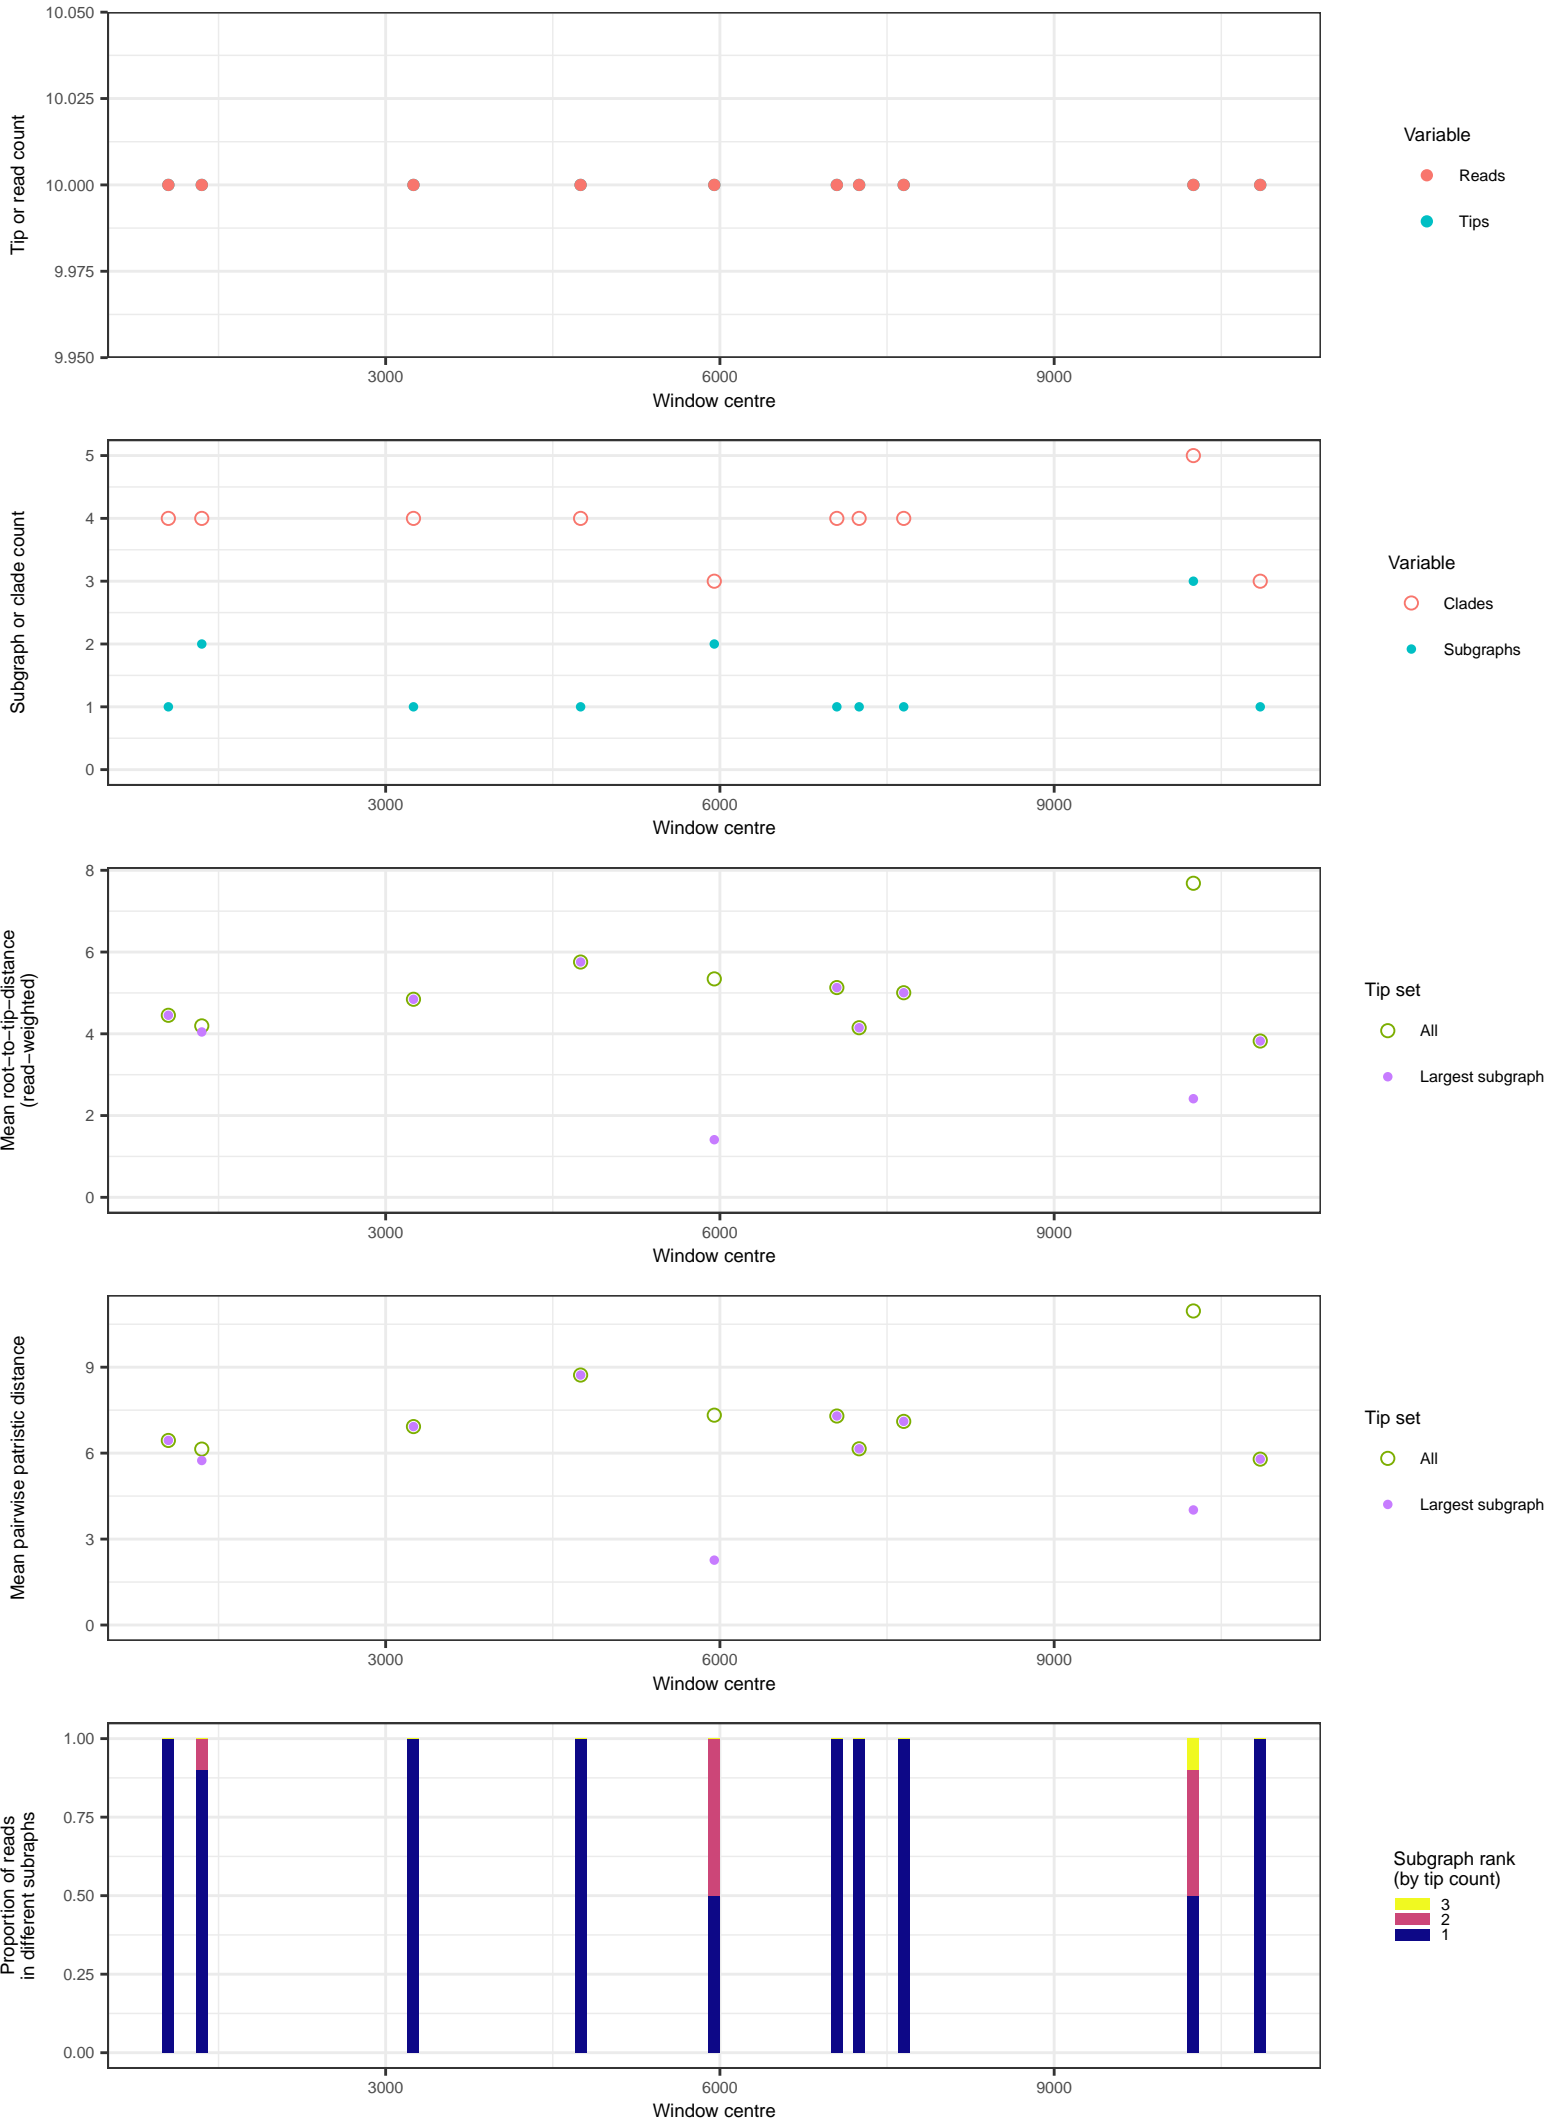 10.050
10.025
10.000
9.975
9.950
Tip or read count
3000
6000
9000
Window centre
Variable
Reads
Tips
5
4
3
2
1
0
Subgraph or clade count
3000
6000
9000
Window centre
Variable
Clades
Subgraphs
8
6
4
2
0
Mean root−to−tip−distance
(read−weighted)
3000
6000
9000
Window centre
Tip set
All
Largest subgraph
9
6
3
0
Mean pairwise patristic distance
3000
6000
9000
Window centre
Tip set
All
Largest subgraph
1.00
0.75
0.50
0.25
0.00
Proportion of reads
in different subraphs
3000
6000
9000
Window centre
Subgraph rank
(by tip count)
3
2
1